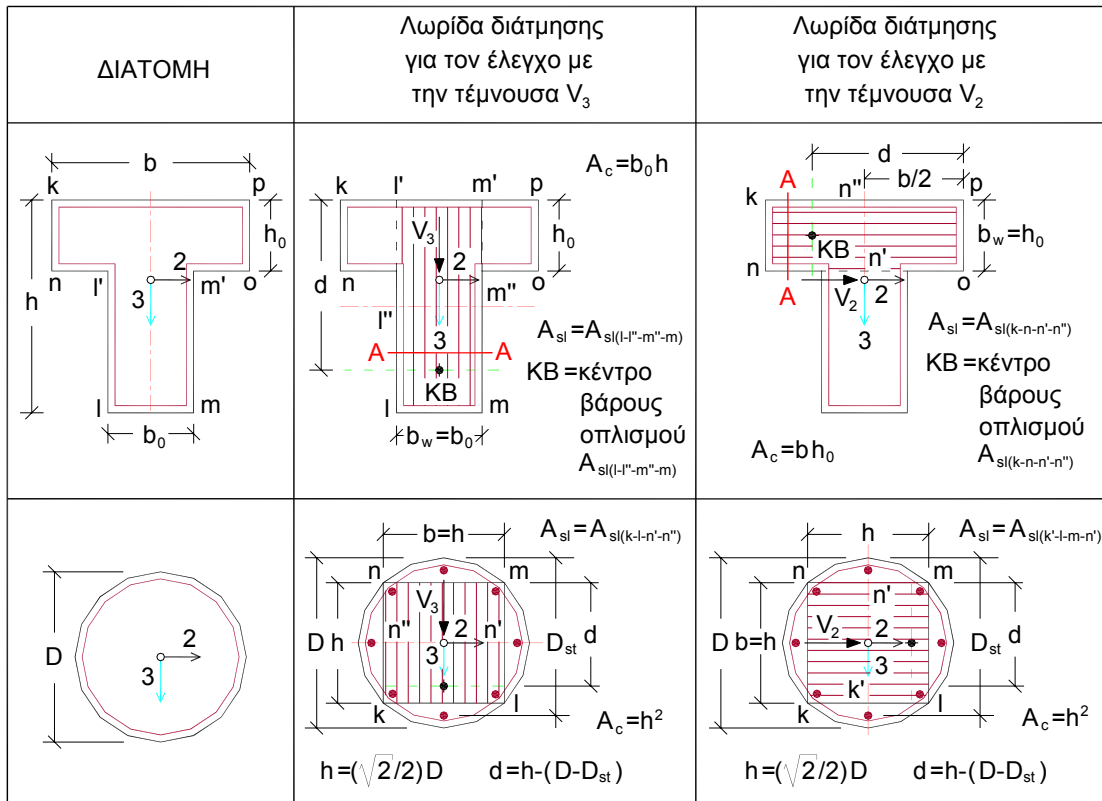 ΔΙΑΤΟΜΗ
Λωρίδα διάτμησης
για τον έλεγχο με
την τέμνουσα V3
Λωρίδα διάτμησης
για τον έλεγχο με
την τέμνουσα V2
b
k
p
h0
h
n
l'
2
m'
o
3
l
m
b0
Ac=b0h
k
l'
m'
p
V3
h0
d
n
2
o
m''
l''
3
Asl=Asl(l-l''-m''-m)
A
A
KB
KB=κέντρο
βάρους
οπλισμού
Asl(l-l''-m''-m)
l
m
bw=b0
d
A
b/2
k
n''
p
bw=h0
KB
n
n'
o
A
V2
2
3
Asl=Asl(k-n-n'-n'')
KB=κέντρο
βάρους
οπλισμού
Asl(k-n-n'-n'')
Ac=bh0
D
2
3
b=h
Asl=Asl(k-l-n'-n'')
n
m
V3
D
h
n''
2
n'
3
d
Dst
k
l
Ac=h2
h=(√2/2)D
d=h-(D-Dst)
h
Asl=Asl(k'-l-m-n')
n
m
n'
D
b=h
V2
2
3
d
Dst
k'
k
l
Ac=h2
h=(√2/2)D
d=h-(D-Dst)